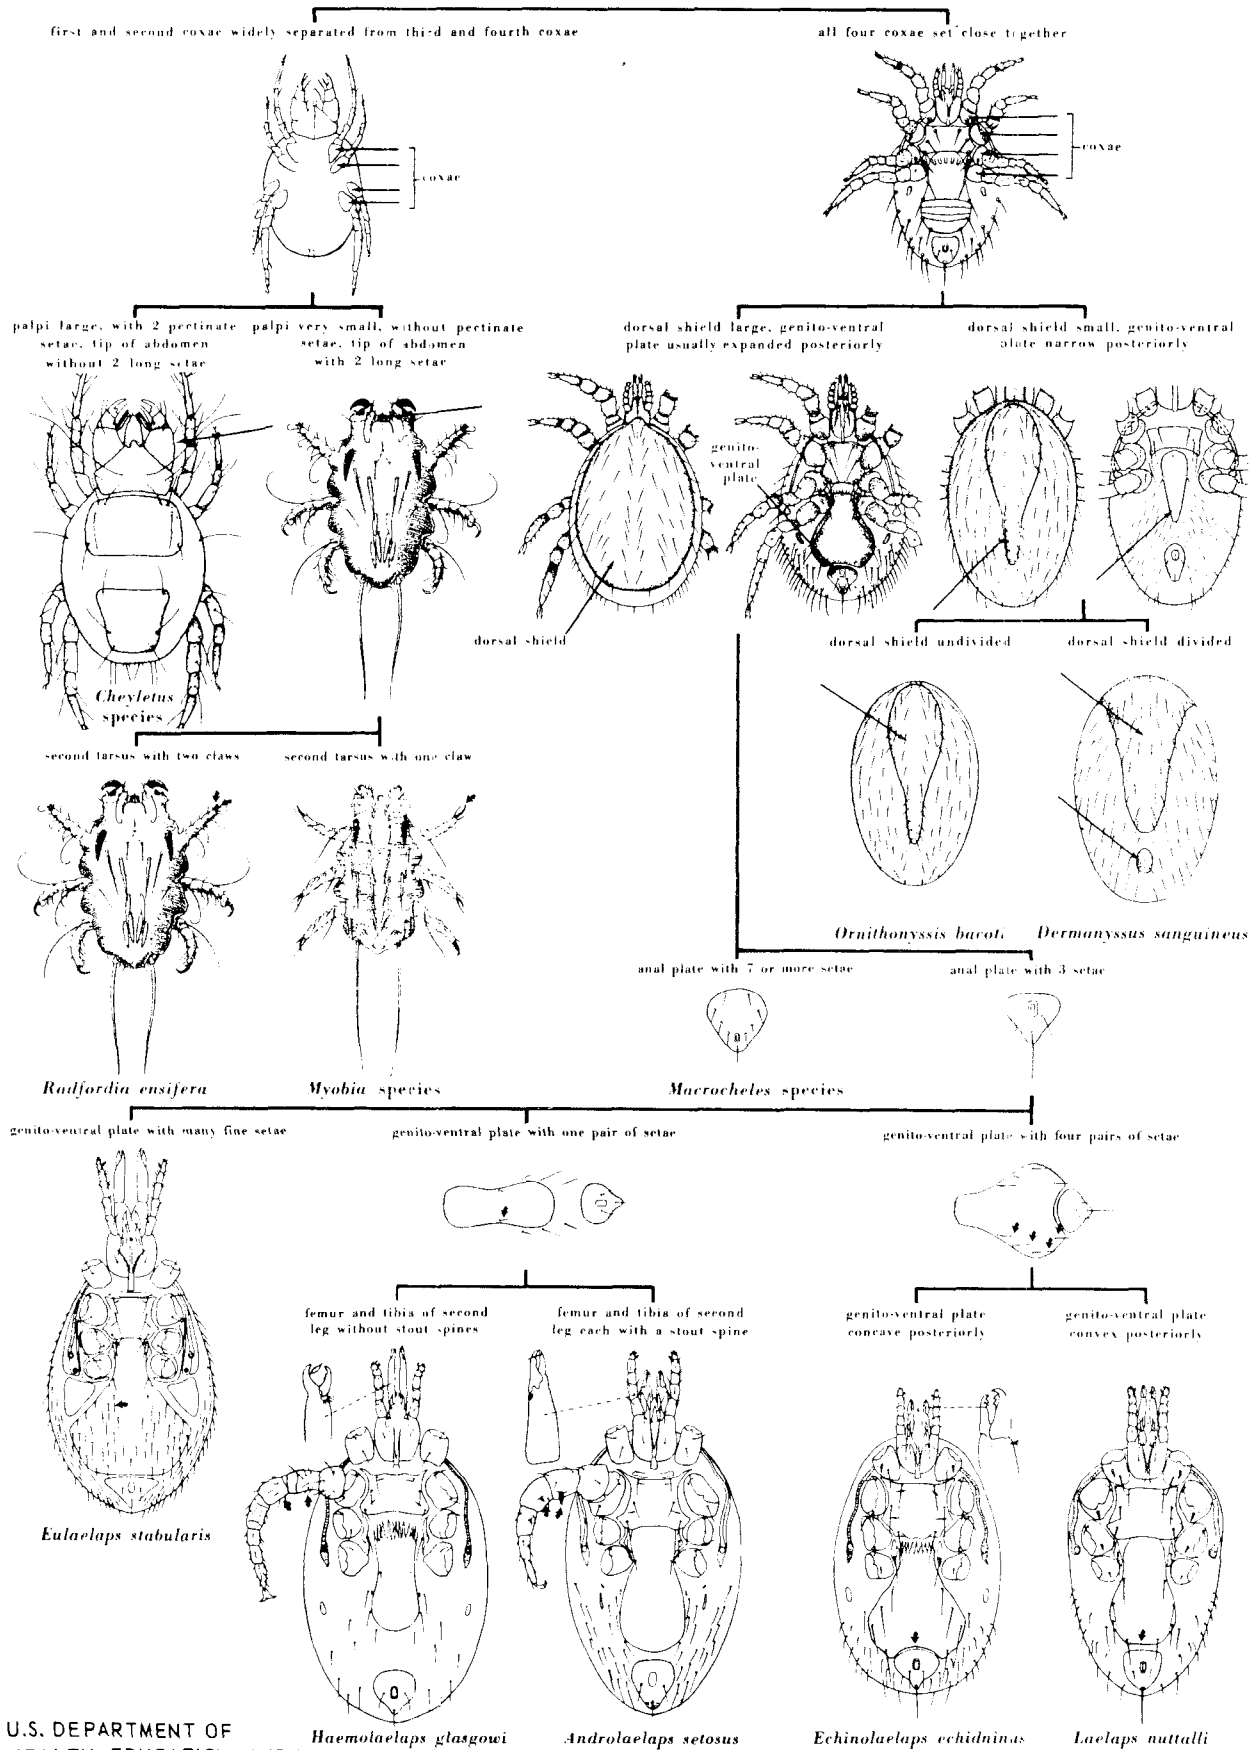 first and second coxae widely separated from third and fourth coxae
all four coxae set close together
coxae
coxae
palpi large, with 2 pectinate
setae, tip of abdomen
without 2 long setae
palpi very small, without pectinate
setae, tip of abdomen
with 2 long setae
dorsal shield large, genito-ventral
plate usually expanded posteriorly
dorsal shield small, genito-ventral
plate narrow posteriorly
genito-
ventral
plate
dorsal shield
dorsal shield undivided
dorsal shield divided
Cheyletus
species
second tarsus with two claws
second tarsus with one claw
Ornithonyssis bacoti
Dermanyssus sanguineus
anal plate with 7 or more setae
anal plate with 3 setae
Radfordia ensifera
Myobia species
Macrocheles species
genito-ventral plate with many fine setae
genito-ventral plate with one pair of setae
genito-ventral plate with four pairs of setae
femur and tibia of second
leg without stout spines
femur and tibia of second
leg each with a stout spine
genito-ventral plate
concave posteriorly
genito-ventral plate
convex posteriorly
Eulaelaps stabularis
Haemolaelaps glasgowi
Androlaelaps setosus
Echinolaelaps echidninus
Laelaps nuttalli
U.S. DEPARTMENT OF